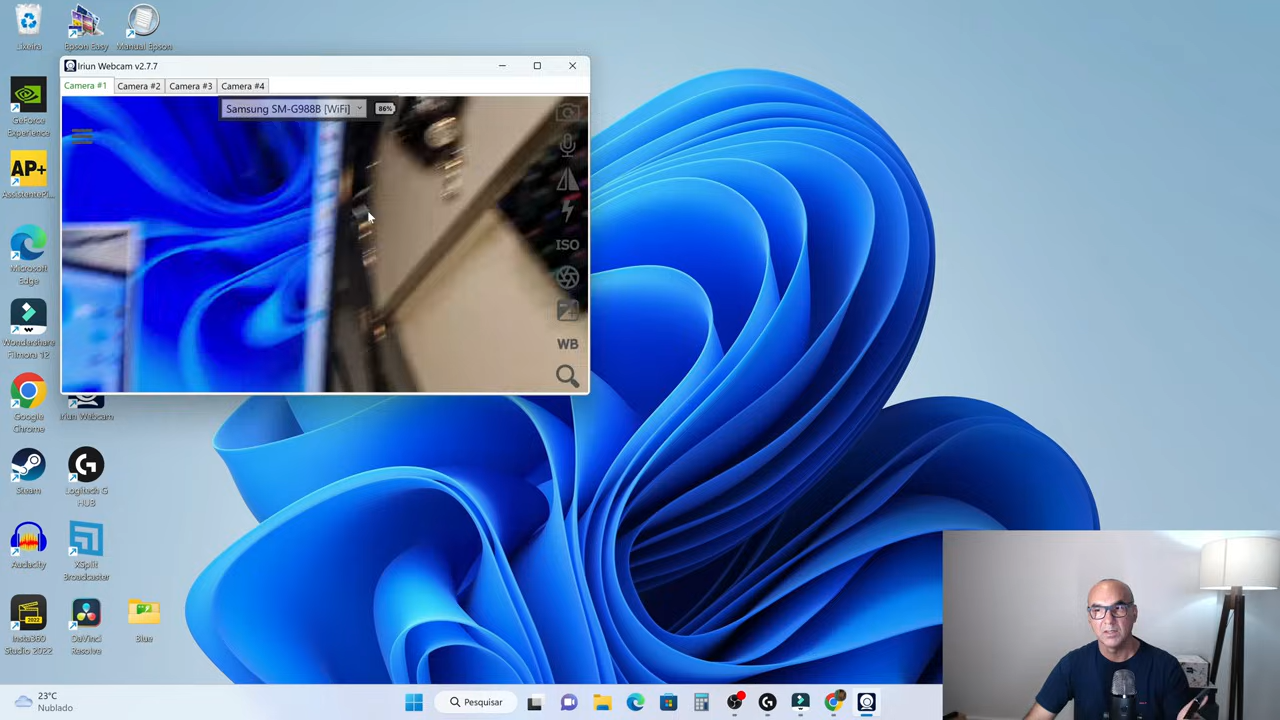 Lixeira
Epson Easy
Manual Epson
Iriun Webcam v2.7.7
Camera #1
Camera #2
Camera #3
Camera #4
Samsung SM-G988B [WiFi]
86%
ISO
WB
GeForce
Experience
AP+
Microsoft
Edge
Wondershare
Filmora 12
Google
Chrome
Iriun Webcam
Steam
Logitech G
HUB
Audacity
XSplit
Broadcaster
2022
Insta360
Studio 2022
DaVinci
Resolve
Blue
23°C
Nublado
Pesquisar